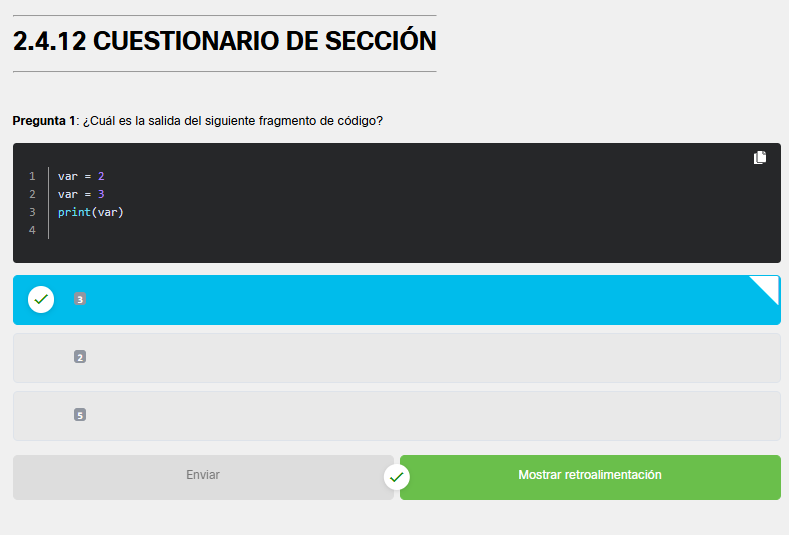 2.4.12 CUESTIONARIO DE SECCIÓN
Pregunta 1: ¿Cuál es la salida del siguiente fragmento de código?
1 var = 2
2 var = 3
3 print(var)
4
3
2
5
Enviar
Mostrar retroalimentación